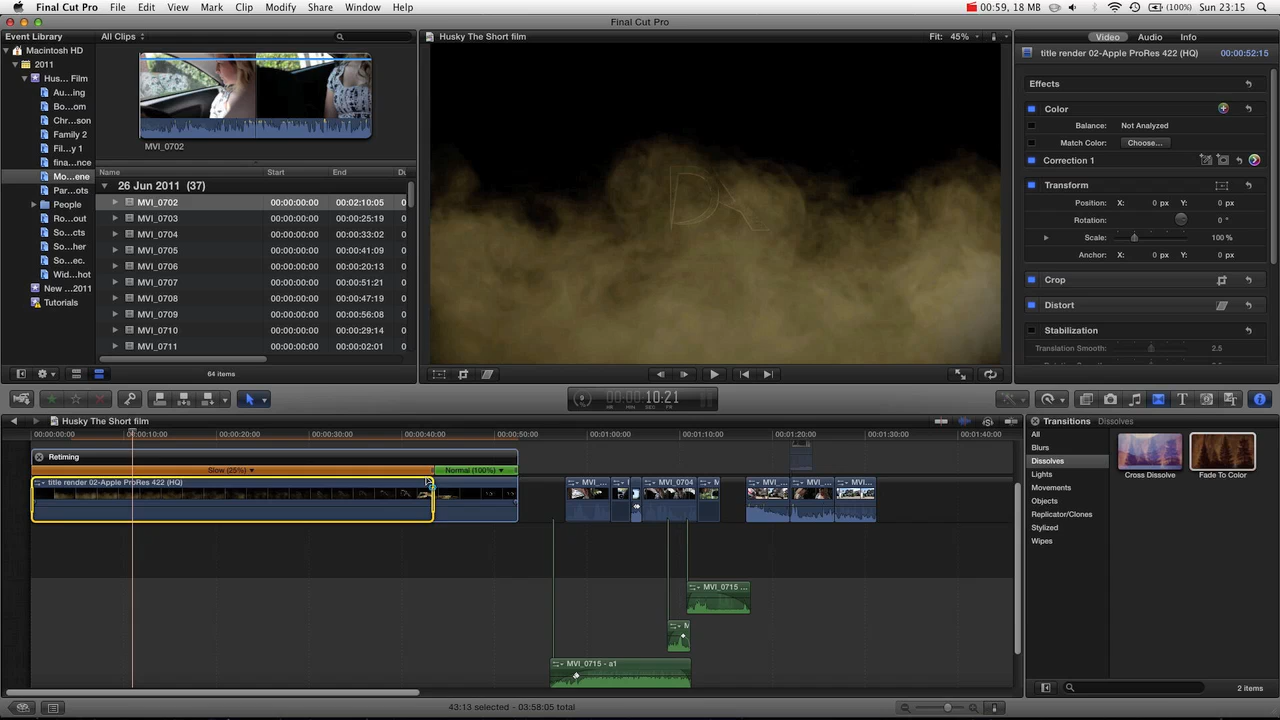 Final Cut Pro File Edit View Mark Clip Modify Share Window Help 00:59, 18 MB (100%) Sun 23:15
Final Cut Pro
Event Library All Clips Husky The Short film Fit: 45% Video Audio Info
Macintosh HD
title render 02-Apple ProRes 422 (HQ) 00:00:52:15
2011
Hus... Film
Effects
Au...ing
Bo...om
Color
Chr...son
Balance: Not Analyzed
Family 2
Match Color: Choose...
Fil...y 1
MVI_0702
fina...nce
Correction 1
Name Start End Du
Mo...ene
26 Jun 2011 (37)
Transform
Par...ots
MVI_0702 00:00:00:00 00:02:10:05 0
Position: X: 0 px Y: 0 px
People
MVI_0703 00:00:00:00 00:00:25:19 0
Rotation: 0 °
Ro...out
MVI_0704 00:00:00:00 00:00:33:02 0
Scale: 100 %
So...cts
MVI_0705 00:00:00:00 00:00:41:09 0
Anchor: X: 0 px Y: 0 px
So...her
MVI_0706 00:00:00:00 00:00:20:13 0
So...ec.
MVI_0707 00:00:00:00 00:00:51:21 0
Crop
Wid...hot
MVI_0708 00:00:00:00 00:00:47:19 0
New ...2011
Distort
Tutorials
MVI_0709 00:00:00:00 00:00:56:08 0
MVI_0710 00:00:00:00 00:00:29:14 0
Stabilization
MVI_0711 00:00:00:00 00:00:02:01 0
Translation Smooth: 2.5
64 items
00:00:10:21
HR MIN SEC FR
Husky The Short film
Transitions Dissolves
00:00:00:00 00:00:10:00 00:00:20:00 00:00:30:00 00:00:40:00 00:00:50:00 00:01:00:00 00:01:10:00 00:01:20:00 00:01:30:00 00:01:40:00
All
Blurs
Dissolves
Lights
Movements
Objects
Replicator/Clones
Stylized
Wipes
Cross Dissolve Fade To Color
Retiming
Slow (25%) Normal (100%)
title render 02-Apple ProRes 422 (HQ) MVI_... MVI_0704 M MVI... MVI... MVI...
MVI_0715 ...
M
MVI_0715 - a1
2 items
43:13 selected - 03:58:05 total